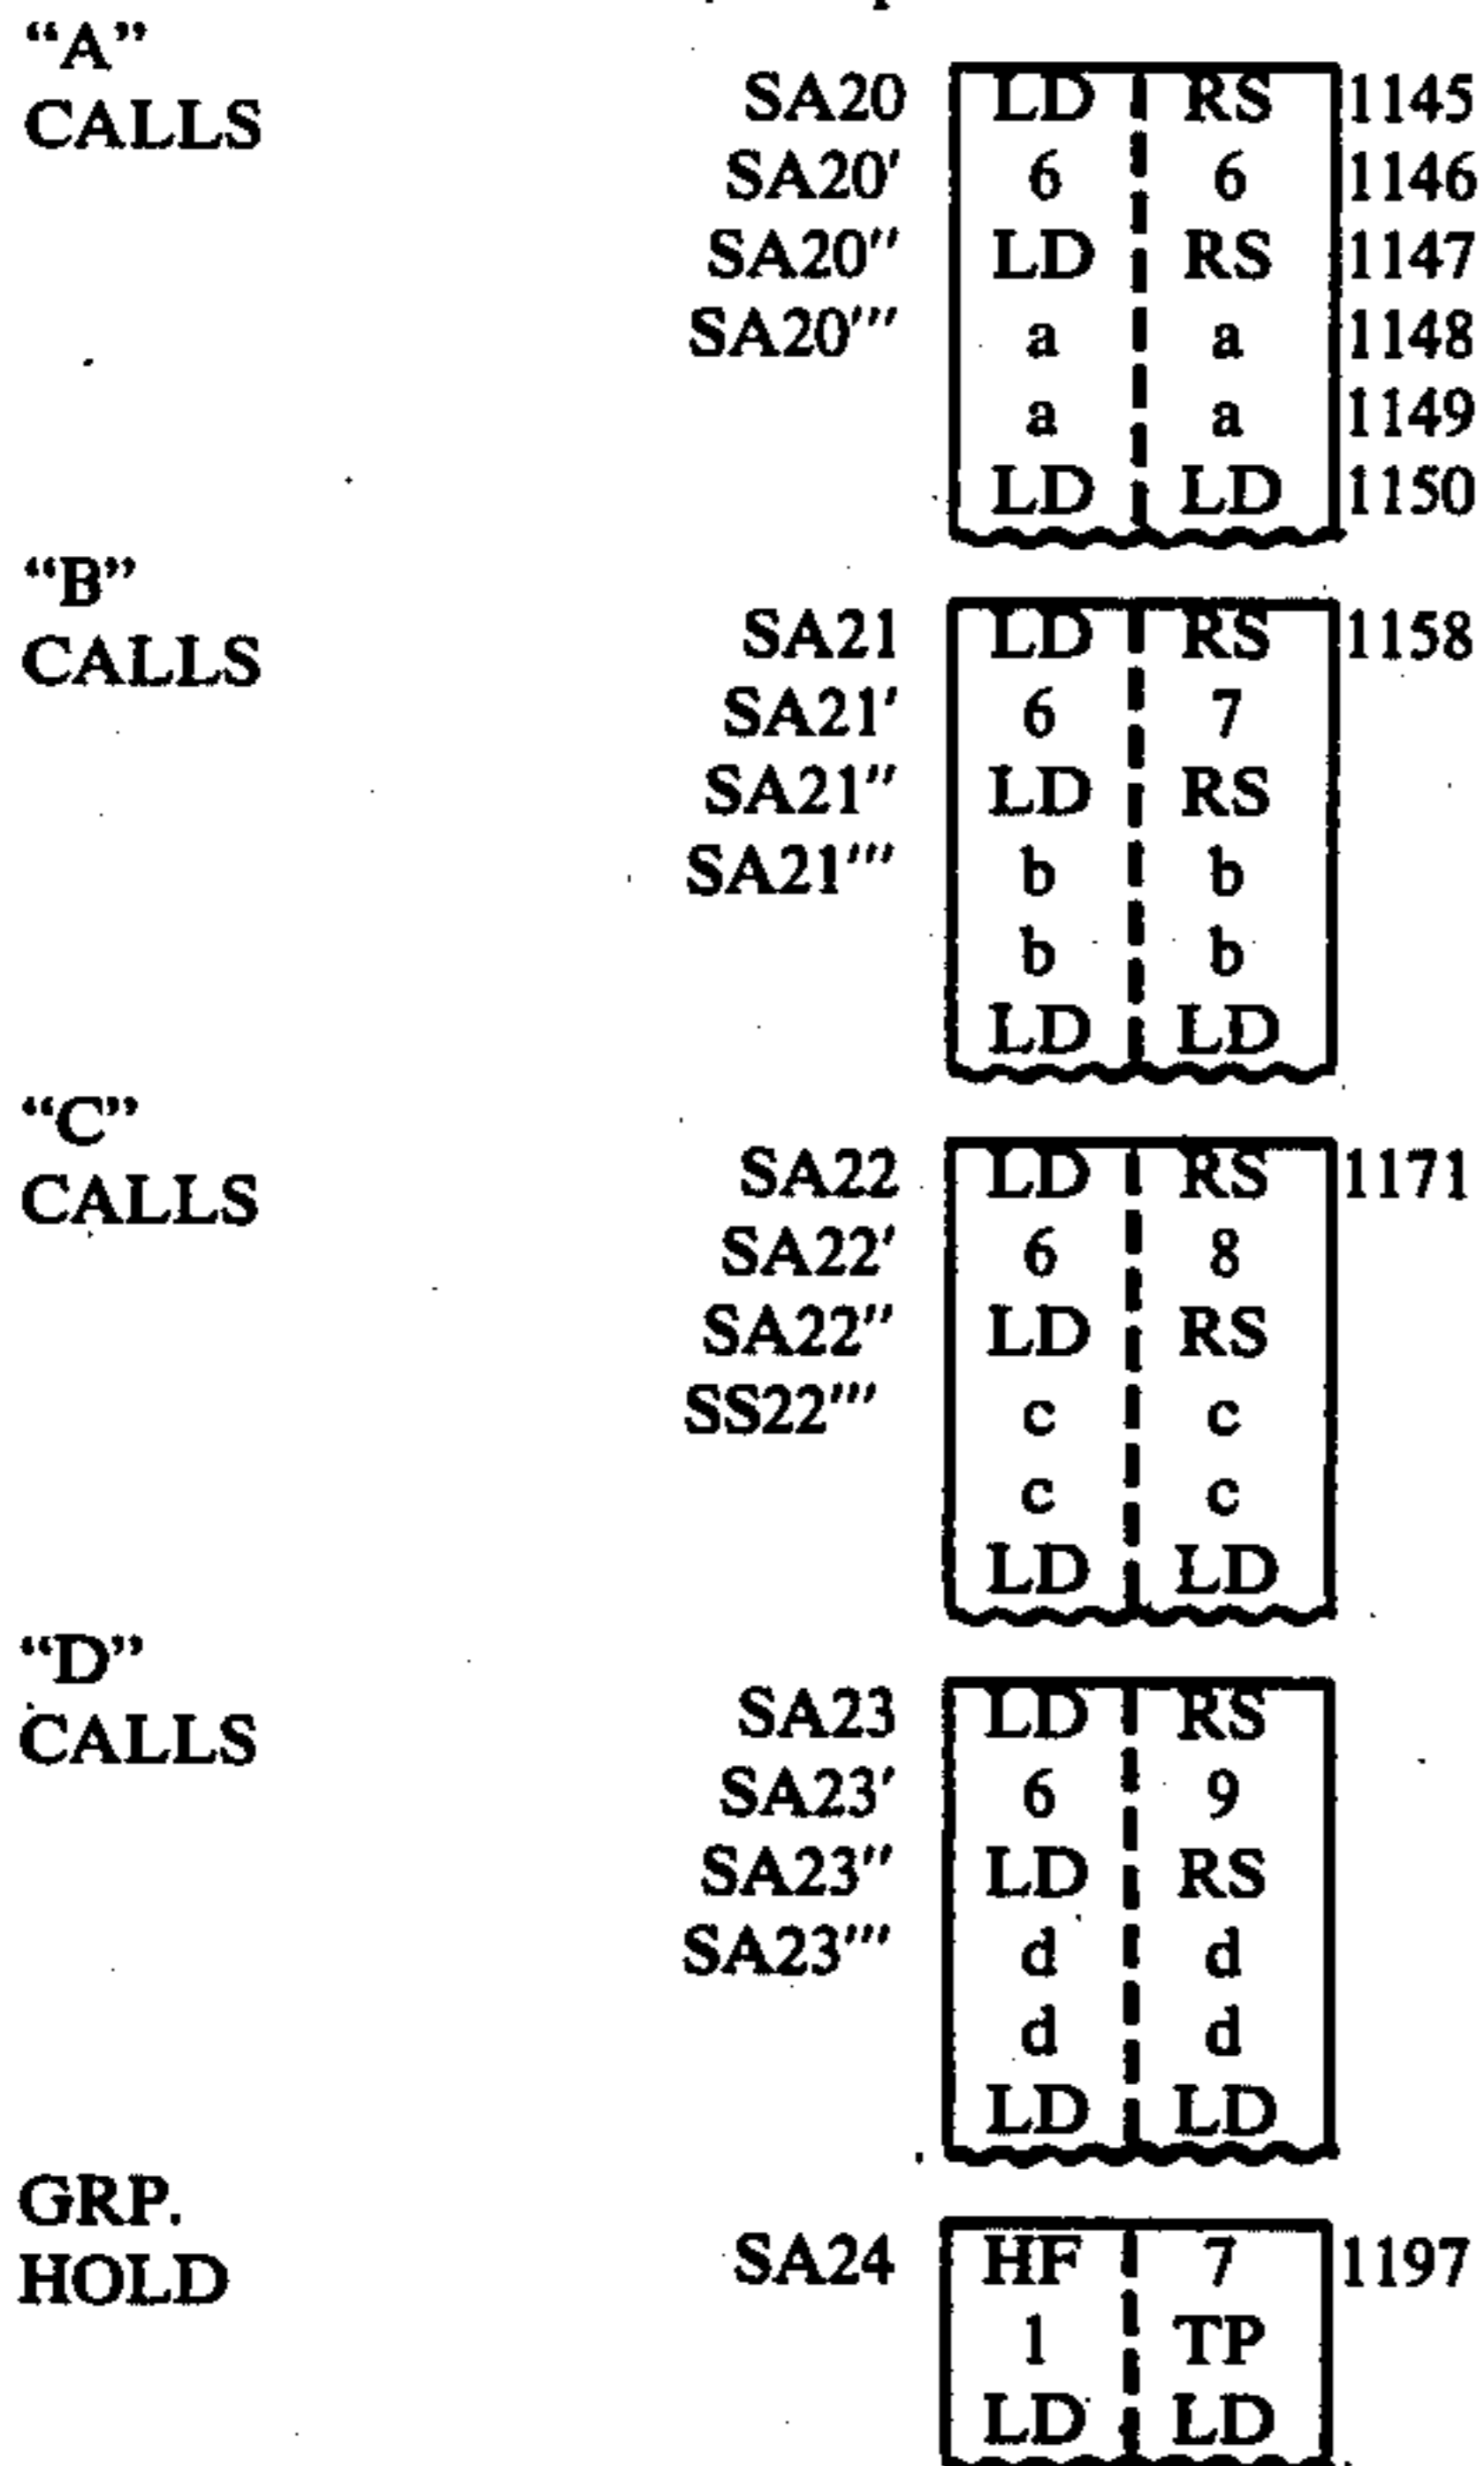 “A”
CALLS SA20 LD RS 1145
SA20' 6 6 1146
SA20'' LD RS 1147
SA20''' a a 1148
a a 1149
LD LD 1150
“B”
CALLS SA21 LD RS 1158
SA21' 6 7
SA21'' LD RS
SA21''' b b
b b
LD LD
“C”
CALLS SA22 LD RS 1171
SA22' 6 8
SA22'' LD RS
SS22''' c c
c c
LD LD
“D”
CALLS SA23 LD RS
SA23' 6 9
SA23'' LD RS
SA23''' d d
d d
LD LD
GRP.
HOLD SA24 HF 7 1197
1 TP
LD LD